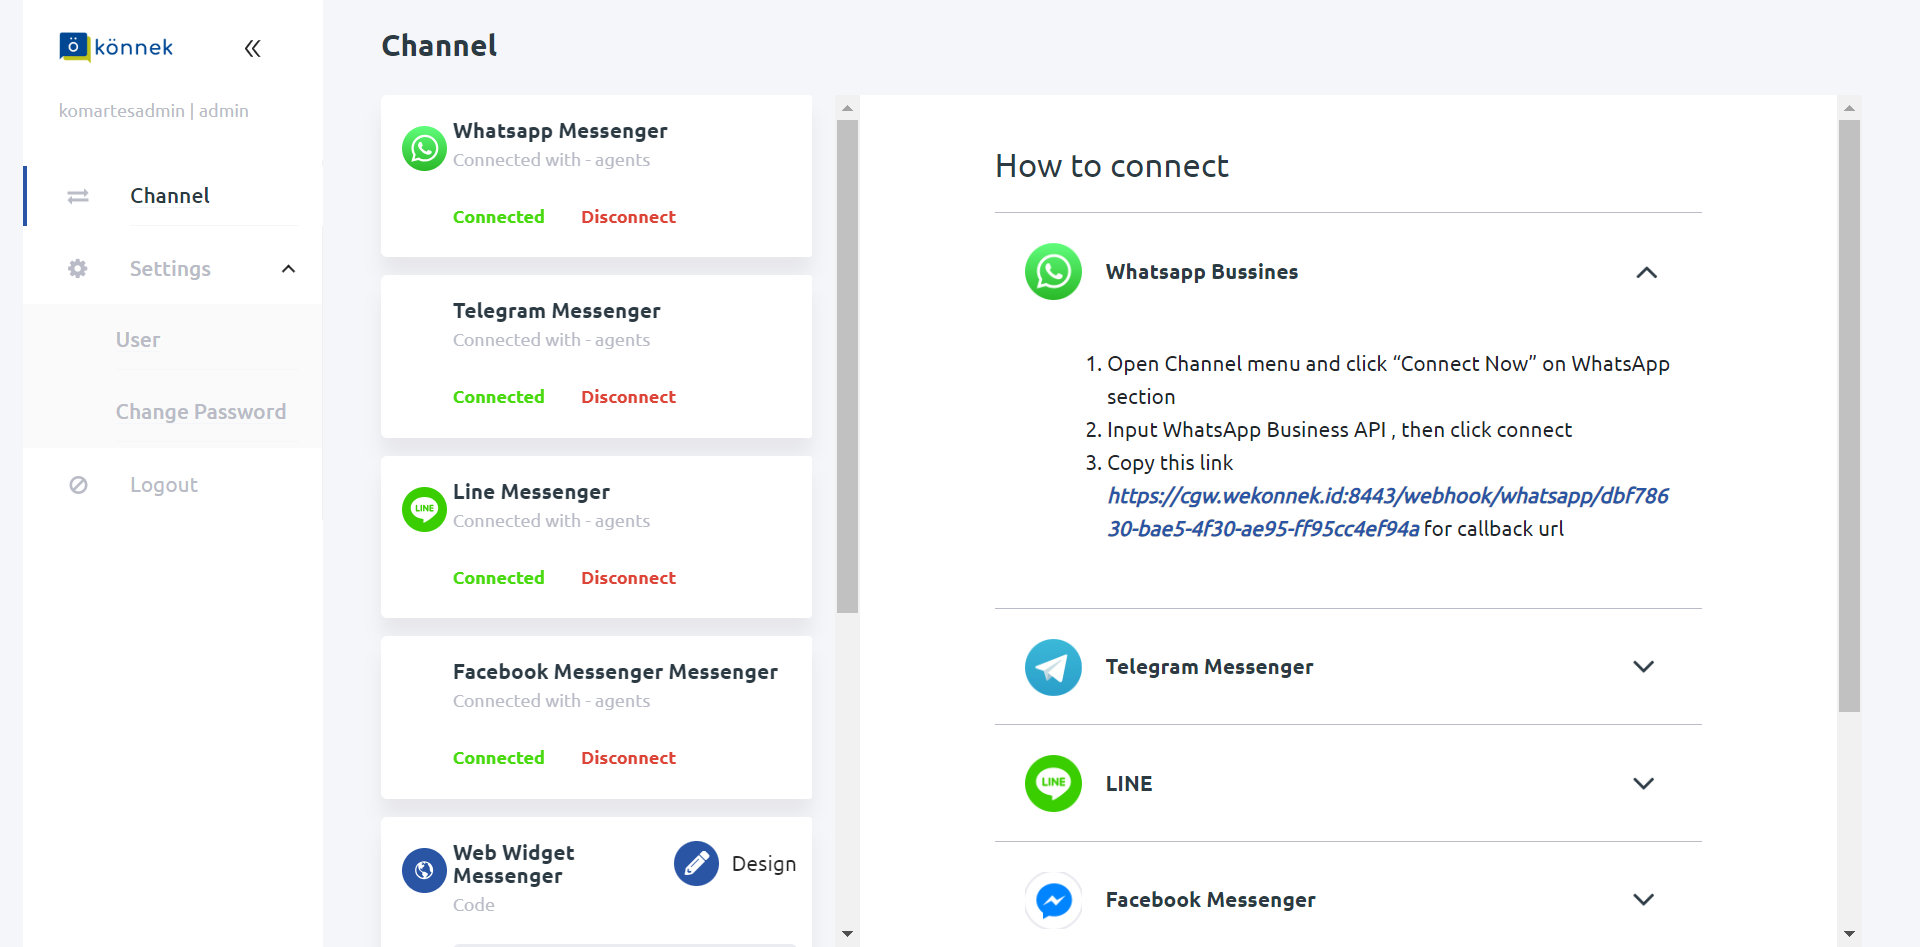 ö könnek
komartesadmin | admin
Channel
Settings
User
Change Password
Logout
Channel
Whatsapp Messenger
Connected with - agents
Connected Disconnect
Telegram Messenger
Connected with - agents
Connected Disconnect
LINE
Line Messenger
Connected with - agents
Connected Disconnect
Facebook Messenger Messenger
Connected with - agents
Connected Disconnect
Web Widget
Messenger
Code
Design
How to connect
Whatsapp Bussines
1. Open Channel menu and click “Connect Now” on WhatsApp
section
2. Input WhatsApp Business API , then click connect
3. Copy this link
https://cgw.wekonnek.id:8443/webhook/whatsapp/dbf786
30-bae5-4f30-ae95-ff95cc4ef94a for callback url
Telegram Messenger
LINE
LINE
Facebook Messenger